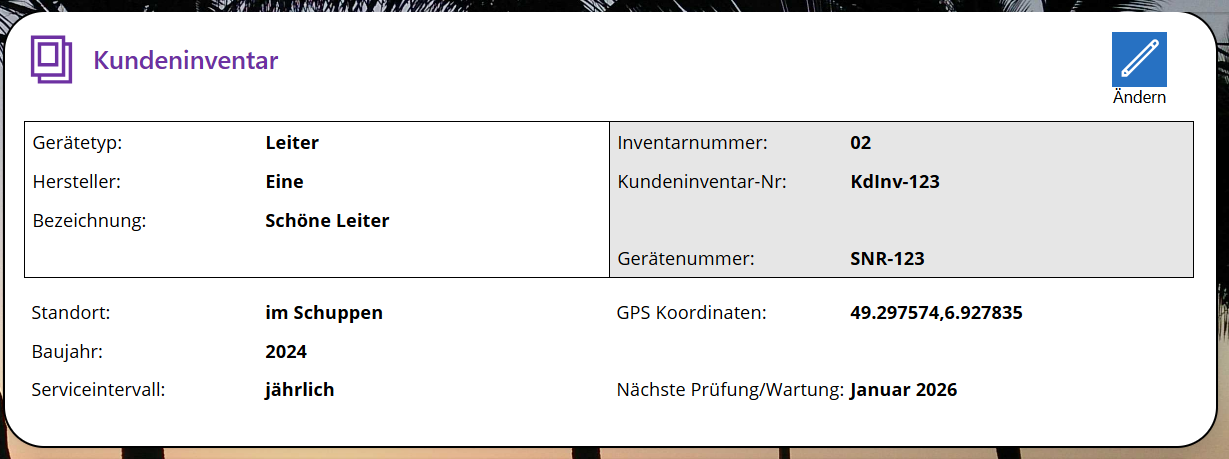 Kundeninventar
Ändern
Gerätetyp: Leiter Inventarnummer: 02
Hersteller: Eine Kundeninventar-Nr: KdInv-123
Bezeichnung: Schöne Leiter
Gerätenummer: SNR-123
Standort: im Schuppen GPS Koordinaten: 49.297574,6.927835
Baujahr: 2024
Serviceintervall: jährlich Nächste Prüfung/Wartung: Januar 2026